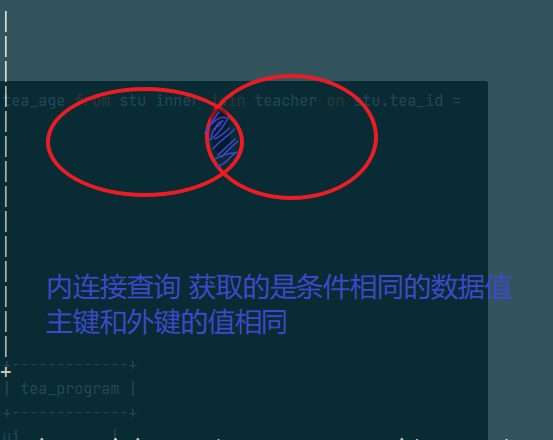 tea_age from stu inner join teacher on stu.tea_id =
内连接查询 获取的是条件相同的数据值
主键和外键的值相同
+-------------+
| tea_program |
+-------------+
ui |